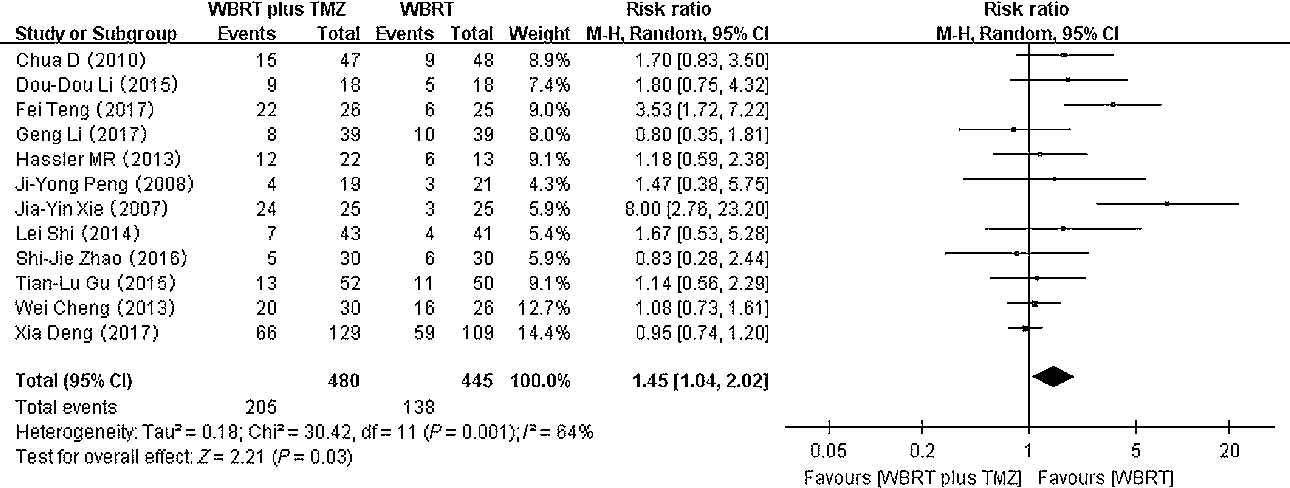 WBRT plus TMZ WBRT Risk ratio Risk ratio
Study or Subgroup Events Total Events Total Weight M-H, Random, 95% CI M-H, Random, 95% CI
Chua D (2010) 15 47 9 48 8.9% 1.70 [0.83, 3.50]
Dou-Dou Li (2015) 9 18 5 18 7.4% 1.80 [0.75, 4.32]
Fei Teng (2017) 22 26 6 25 9.0% 3.53 [1.72, 7.22]
Geng Li (2017) 8 39 10 39 8.0% 0.80 [0.35, 1.81]
Hassler MR (2013) 12 22 6 13 9.1% 1.18 [0.59, 2.38]
Ji-Yong Peng (2008) 4 19 3 21 4.3% 1.47 [0.38, 5.75]
Jia-Yin Xie (2007) 24 25 3 25 5.9% 8.00 [2.76, 23.20]
Lei Shi (2014) 7 43 4 41 5.4% 1.67 [0.53, 5.28]
Shi-Jie Zhao (2016) 5 30 6 30 5.9% 0.83 [0.28, 2.44]
Tian-Lu Gu (2015) 13 52 11 50 9.1% 1.14 [0.56, 2.29]
Wei Cheng (2013) 20 30 16 26 12.7% 1.08 [0.73, 1.61]
Xia Deng (2017) 66 129 59 109 14.4% 0.95 [0.74, 1.20]
Total (95% CI) 480 445 100.0% 1.45 [1.04, 2.02]
Total events 205 138
Heterogeneity: Tau² = 0.18; Chi² = 30.42, df = 11 (P = 0.001); I² = 64%
Test for overall effect: Z = 2.21 (P = 0.03)
0.05 0.2 1 5 20
Favours [WBRT plus TMZ] Favours [WBRT]